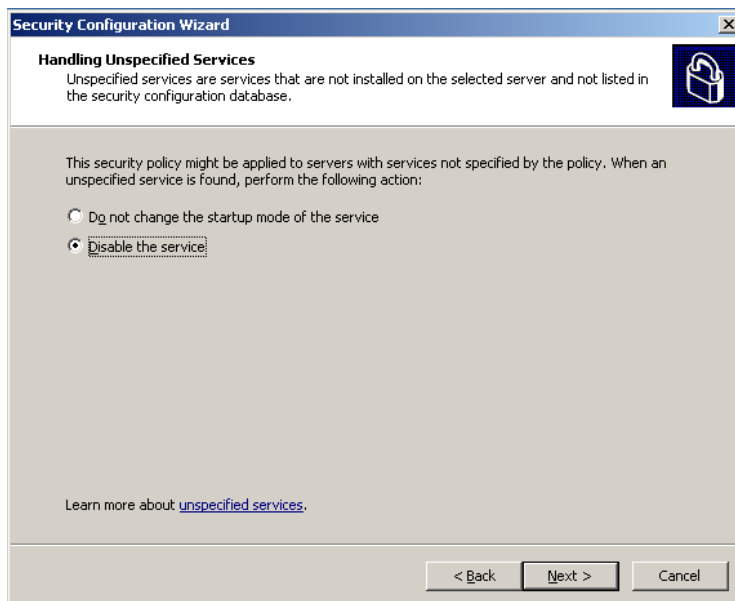 Security Configuration Wizard
Handling Unspecified Services
Unspecified services are services that are not installed on the selected server and not listed in
the security configuration database.
This security policy might be applied to servers with services not specified by the policy. When an
unspecified service is found, perform the following action:
Do not change the startup mode of the service
Disable the service
Learn more about unspecified services.
< Back
Next >
Cancel